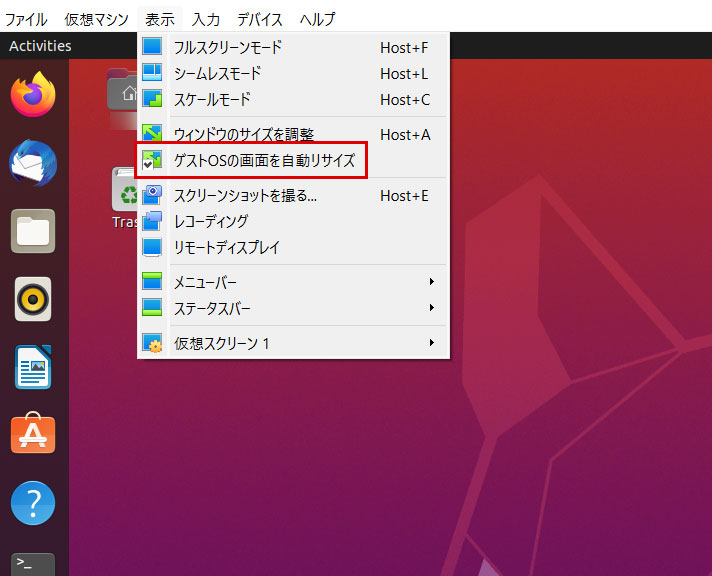 ファイル 仮想マシン 表示 入力 デバイス ヘルプ
Activities
フルスクリーンモード Host+F
シームレスモード Host+L
スケールモード Host+C
ウィンドウのサイズを調整 Host+A
ゲストOSの画面を自動リサイズ
スクリーンショットを撮る... Host+E
レコーディング
リモートディスプレイ
メニューバー
ステータスバー
仮想スクリーン 1
Tras
>_